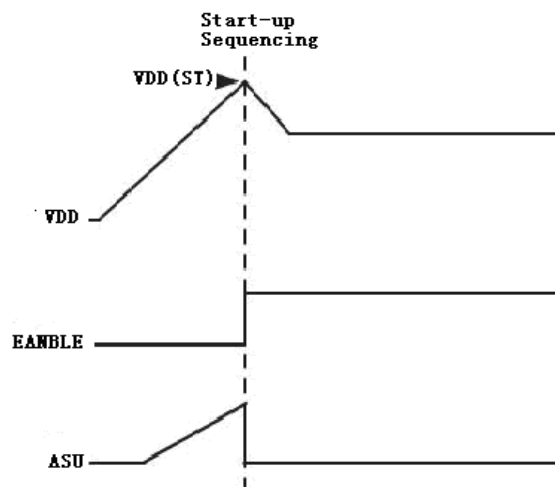 Start-up
Sequencing
VDD(ST)
VDD
EANBLE
ASU